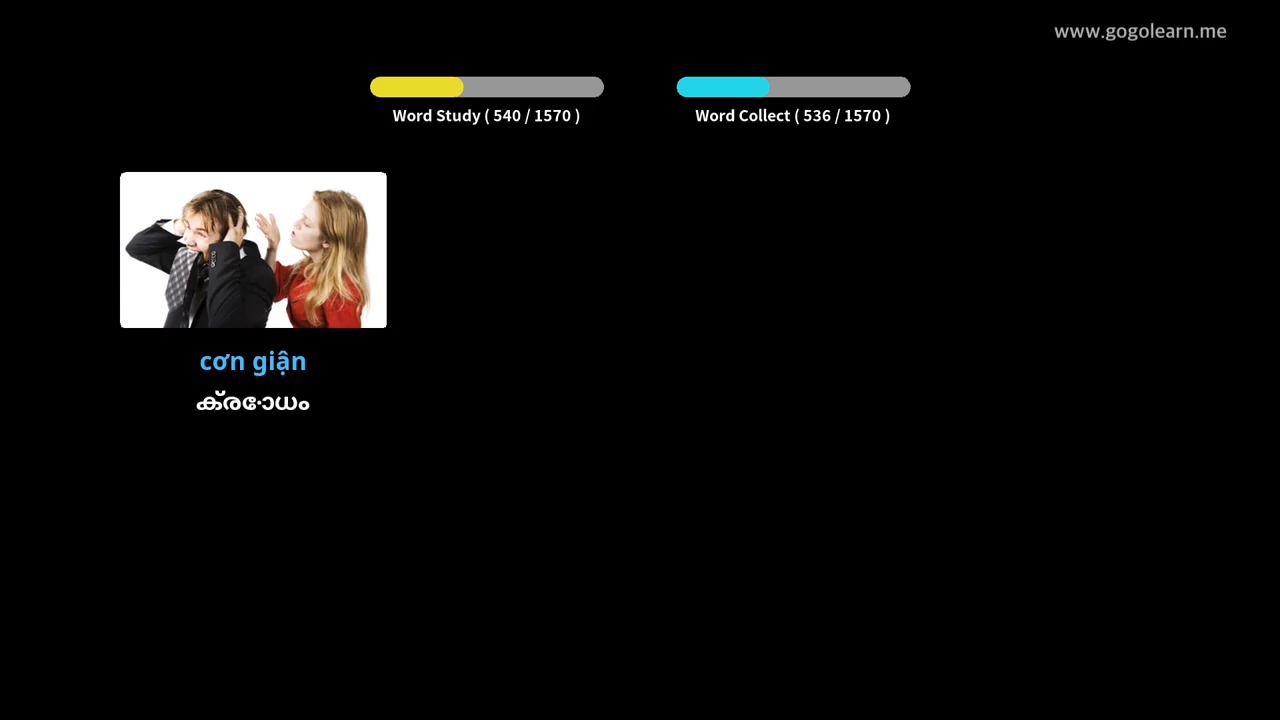 www.gogolearn.me
Word Study ( 540 / 1570 )
Word Collect ( 536 / 1570 )
cơn giận
ക്രോധം